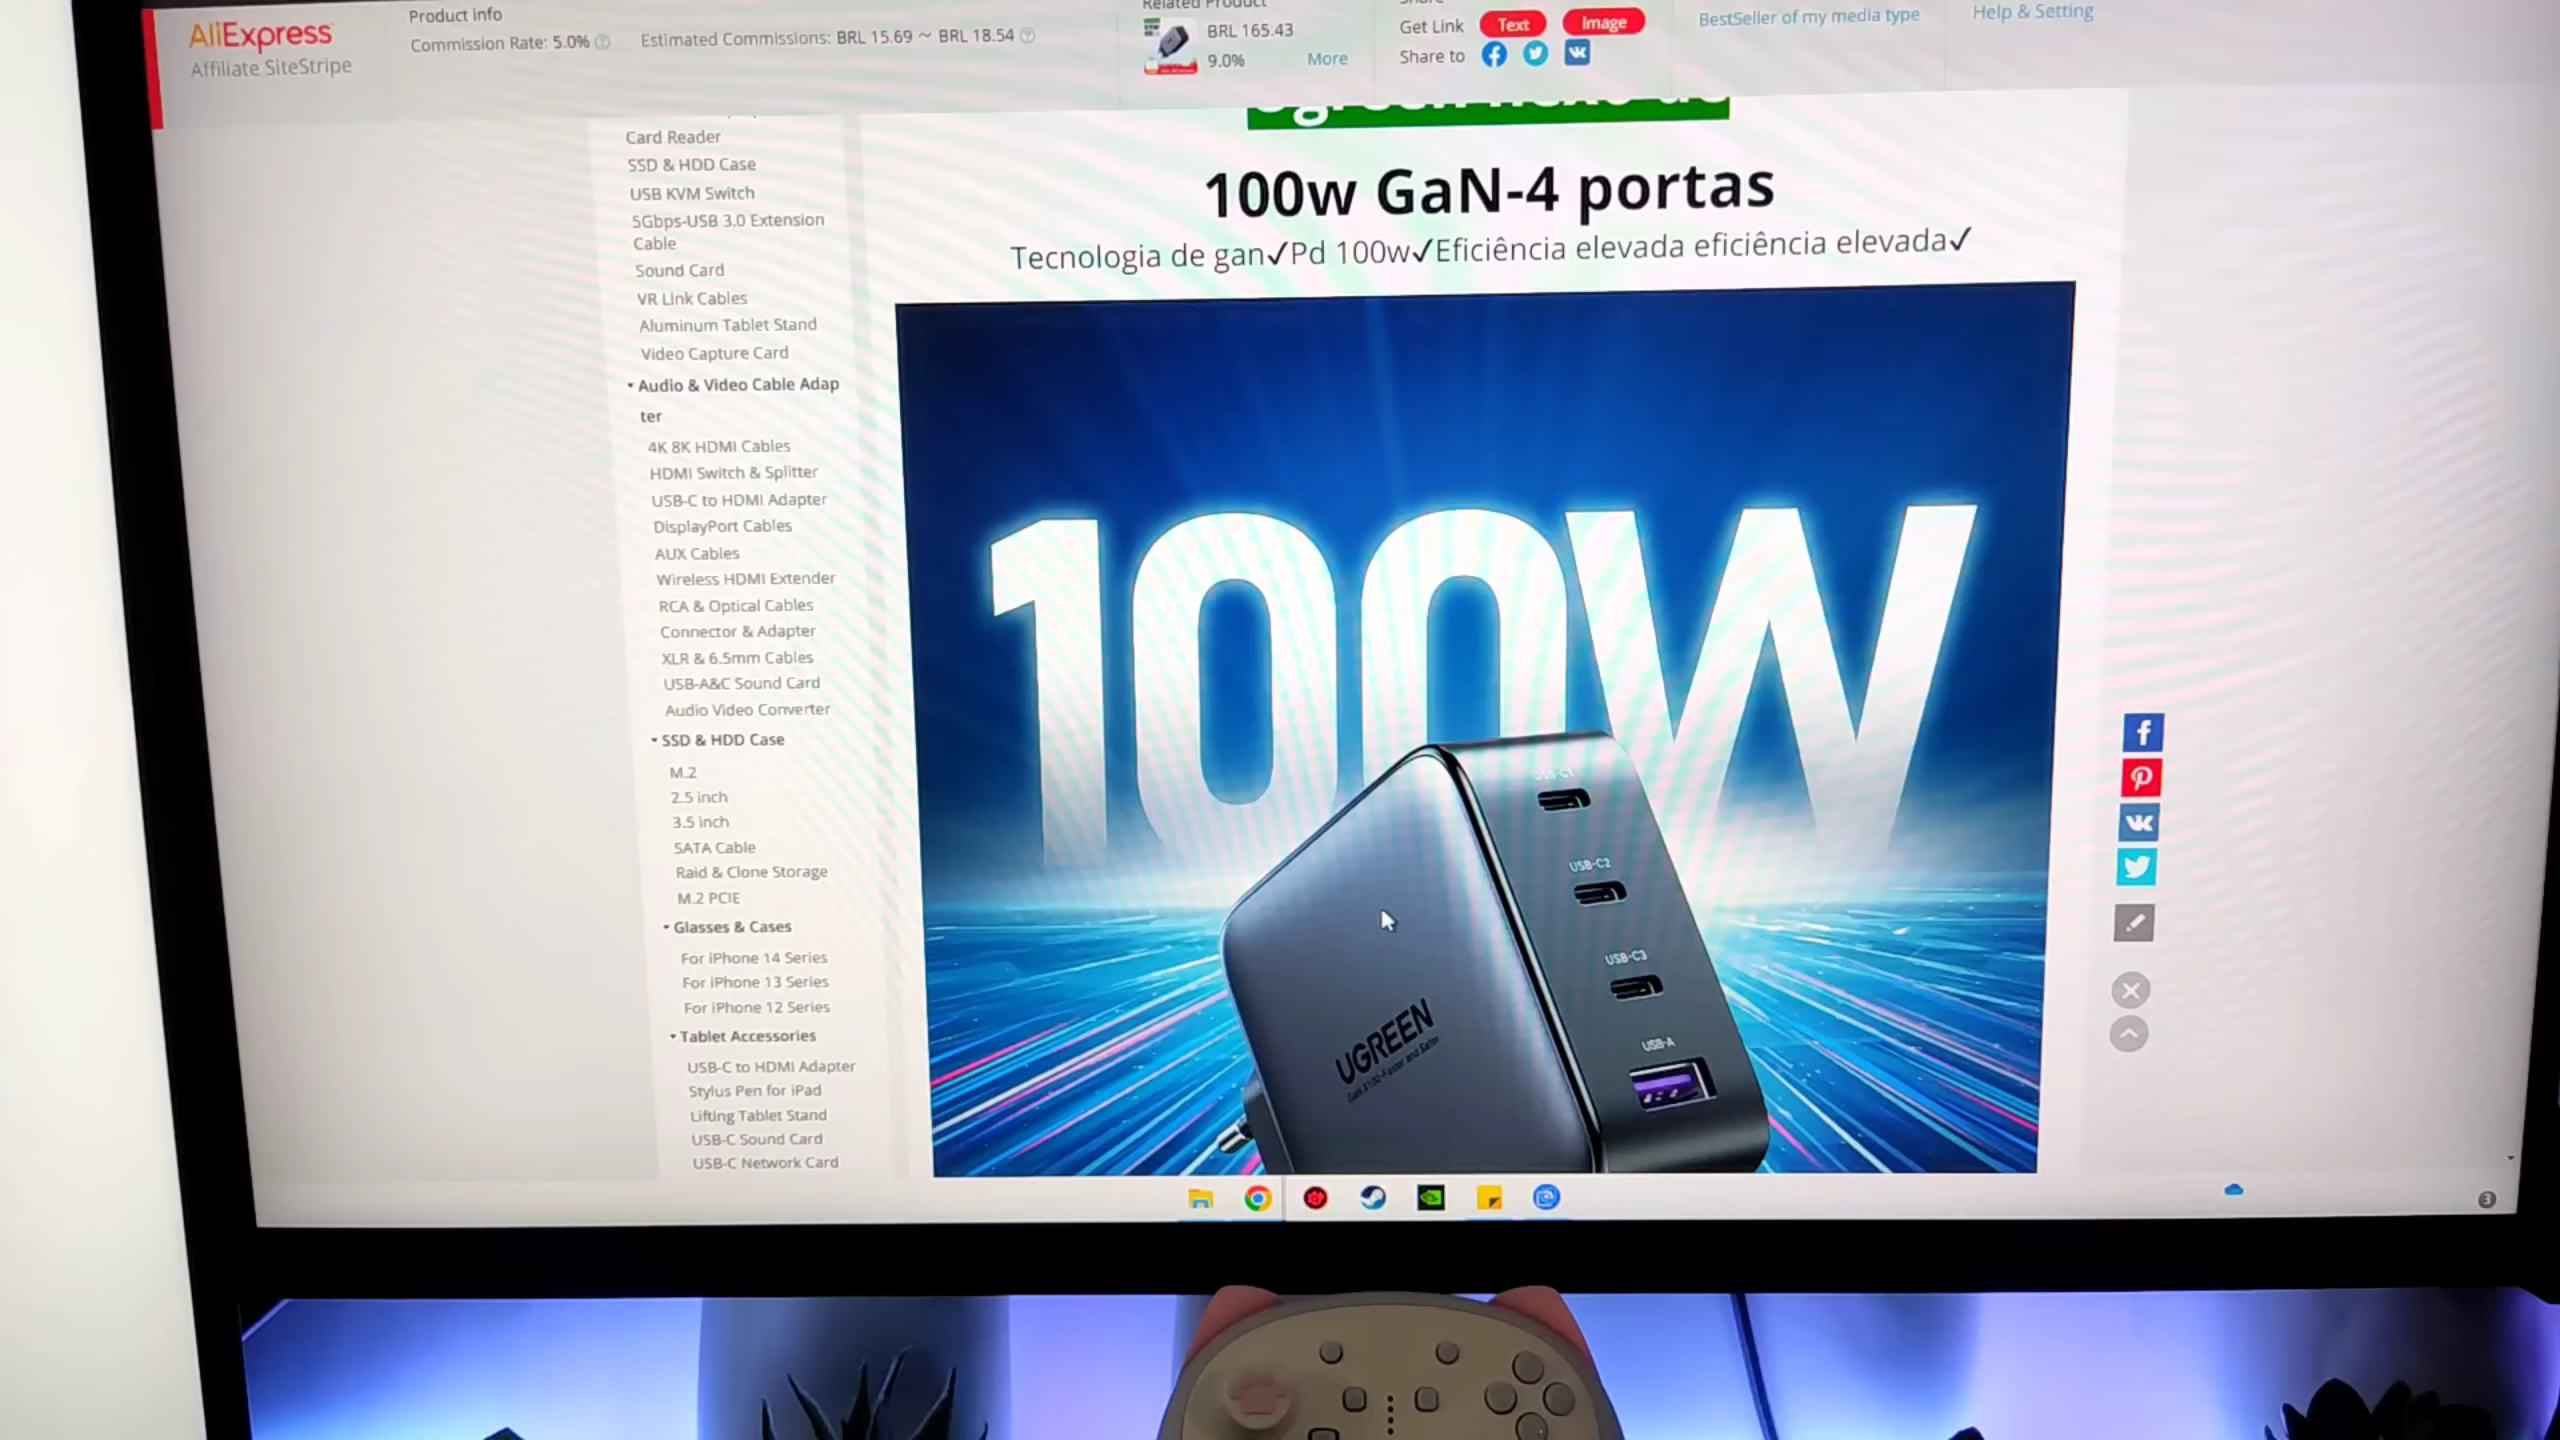 AliExpress
Affiliate SiteStripe
Product info
Commission Rate: 5.0%
Estimated Commissions: BRL 15.69 ~ BRL 18.54
Related Product
BRL 165.43
9.0%
More
Get Link
Text
Image
Share to
BestSeller of my media type
Help & Setting
Card Reader
SSD & HDD Case
USB KVM Switch
5Gbps-USB 3.0 Extension
Cable
Sound Card
VR Link Cables
Aluminum Tablet Stand
Video Capture Card
Audio & Video Cable Adap
ter
4K 8K HDMI Cables
HDMI Switch & Splitter
USB-C to HDMI Adapter
DisplayPort Cables
AUX Cables
Wireless HDMI Extender
RCA & Optical Cables
Connector & Adapter
XLR & 6.5mm Cables
USB-A&C Sound Card
Audio Video Converter
SSD & HDD Case
M.2
2.5 inch
3.5 inch
SATA Cable
Raid & Clone Storage
M.2 PCIE
Glasses & Cases
For iPhone 14 Series
For iPhone 13 Series
For iPhone 12 Series
Tablet Accessories
USB-C to HDMI Adapter
Stylus Pen for iPad
Lifting Tablet Stand
USB-C Sound Card
USB-C Network Card
100w GaN-4 portas
Tecnologia de gan✓Pd 100w✓Eficiência elevada eficiência elevada✓
100W
USB-C1
USB-C2
USB-C3
USB-A
UGREEN
GaN X 100-Faster and Safer
3